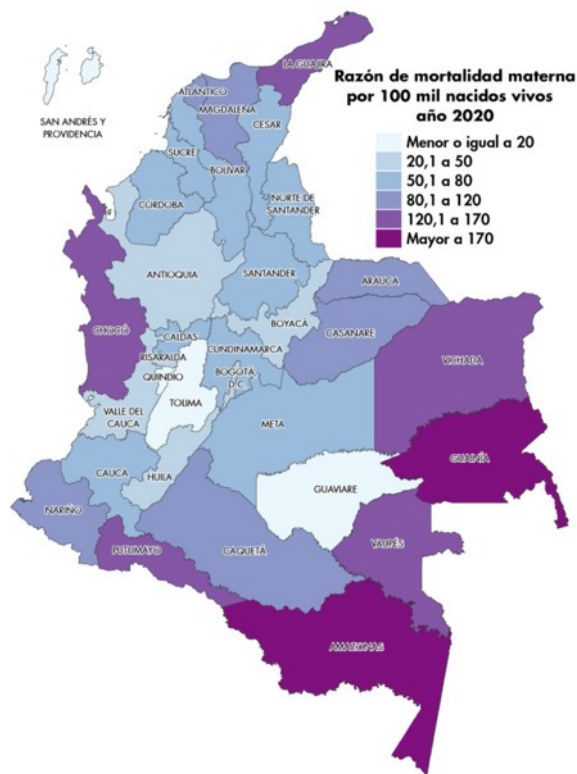 LA GUAJIRA
Razón de mortalidad materna
por 100 mil nacidos vivos
año 2020
Menor o igual a 20
20,1 a 50
50,1 a 80
80,1 a 120
120,1 a 170
Mayor a 170
SAN ANDRÉS Y
PROVIDENCIA
ATLÁNTICO
MAGDALENA
CESAR
SUCRE
BOLÍVAR
CÓRDOBA
NORTE DE
SANTANDER
ANTIOQUIA
SANTANDER
ARAUCA
BOYACÁ
CASANARE
CHOCÓ
CALDAS
RISARALDA
CUNDINAMARCA
VICHADA
QUINDIO
BOGOTA,
D.C
TOLIMA
VALLE DEL
CAUCA
META
GUAINÍA
CAUCA
HUILA
GUAVIARE
NARIÑO
CAQUETÁ
VAUPÉS
PUTUMAYO
AMAZONAS